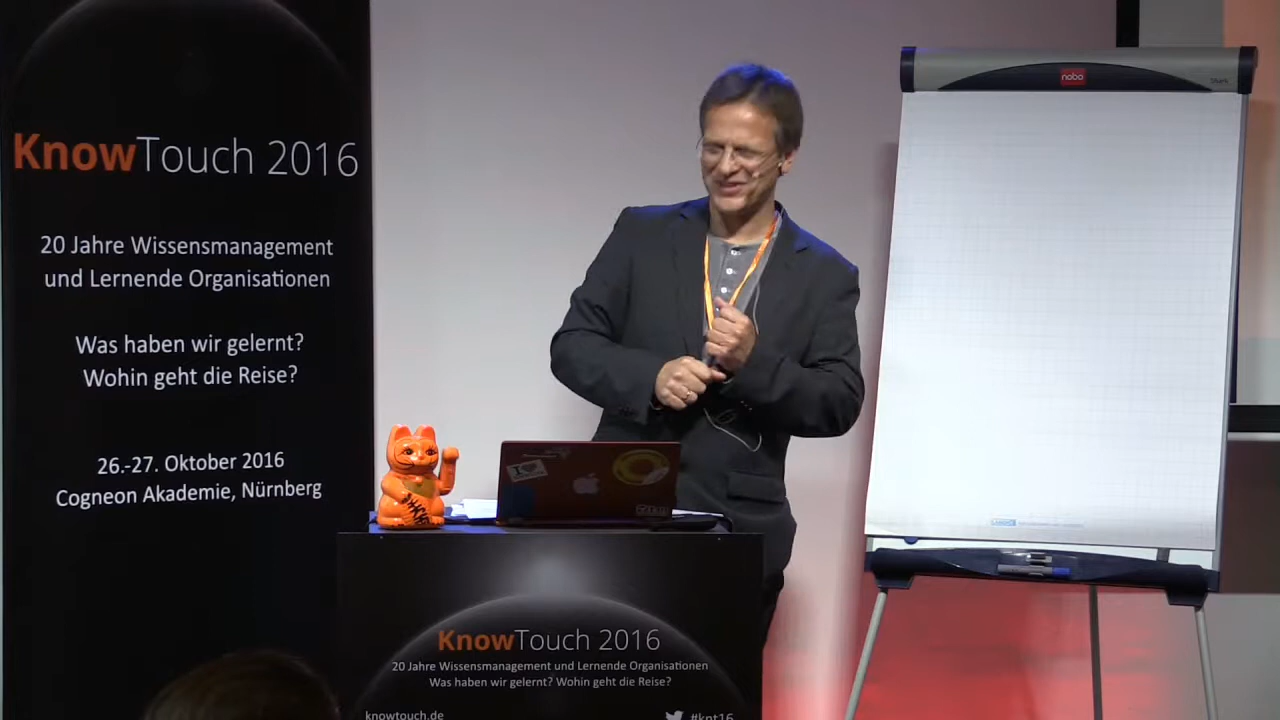 KnowTouch 2016
20 Jahre Wissensmanagement
und Lernende Organisationen
Was haben wir gelernt?
Wohin geht die Reise?
26.-27. Oktober 2016
Cogneon Akademie, Nürnberg
nobo
KnowTouch 2016
20 Jahre Wissensmanagement und Lernende Organisationen
Was haben wir gelernt? Wohin geht die Reise?
knowtouch.de
#knt16